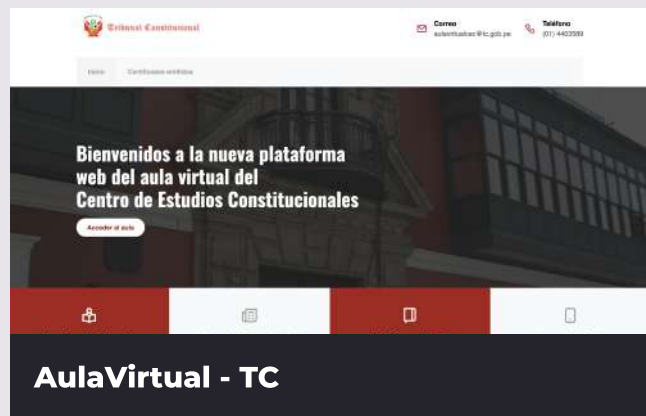 Tribunal Constitucional
Correo
aulavirtualcec@tc.gob.pe
Teléfono
(01) 4403589
Inicio Certificados emitidos
Bienvenidos a la nueva plataforma
web del aula virtual del
Centro de Estudios Constitucionales
Acceder al aula
AulaVirtual - TC